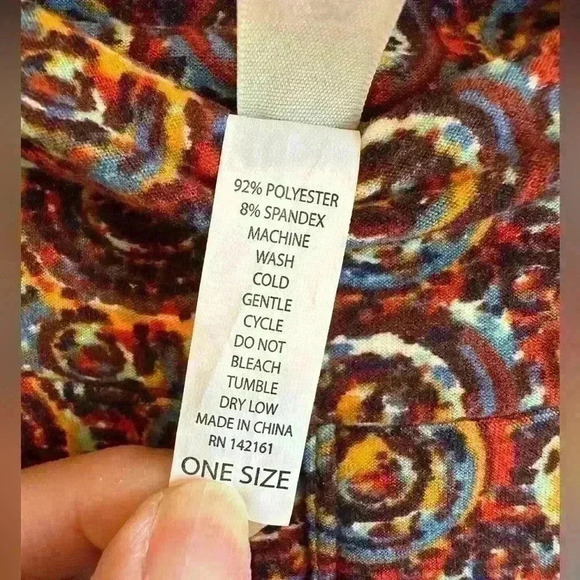 92% POLYESTER
8% SPANDEX
MACHINE
WASH
COLD
GENTLE
CYCLE
DO NOT
BLEACH
TUMBLE
DRY LOW
MADE IN CHINA
RN 142161
ONE SIZE